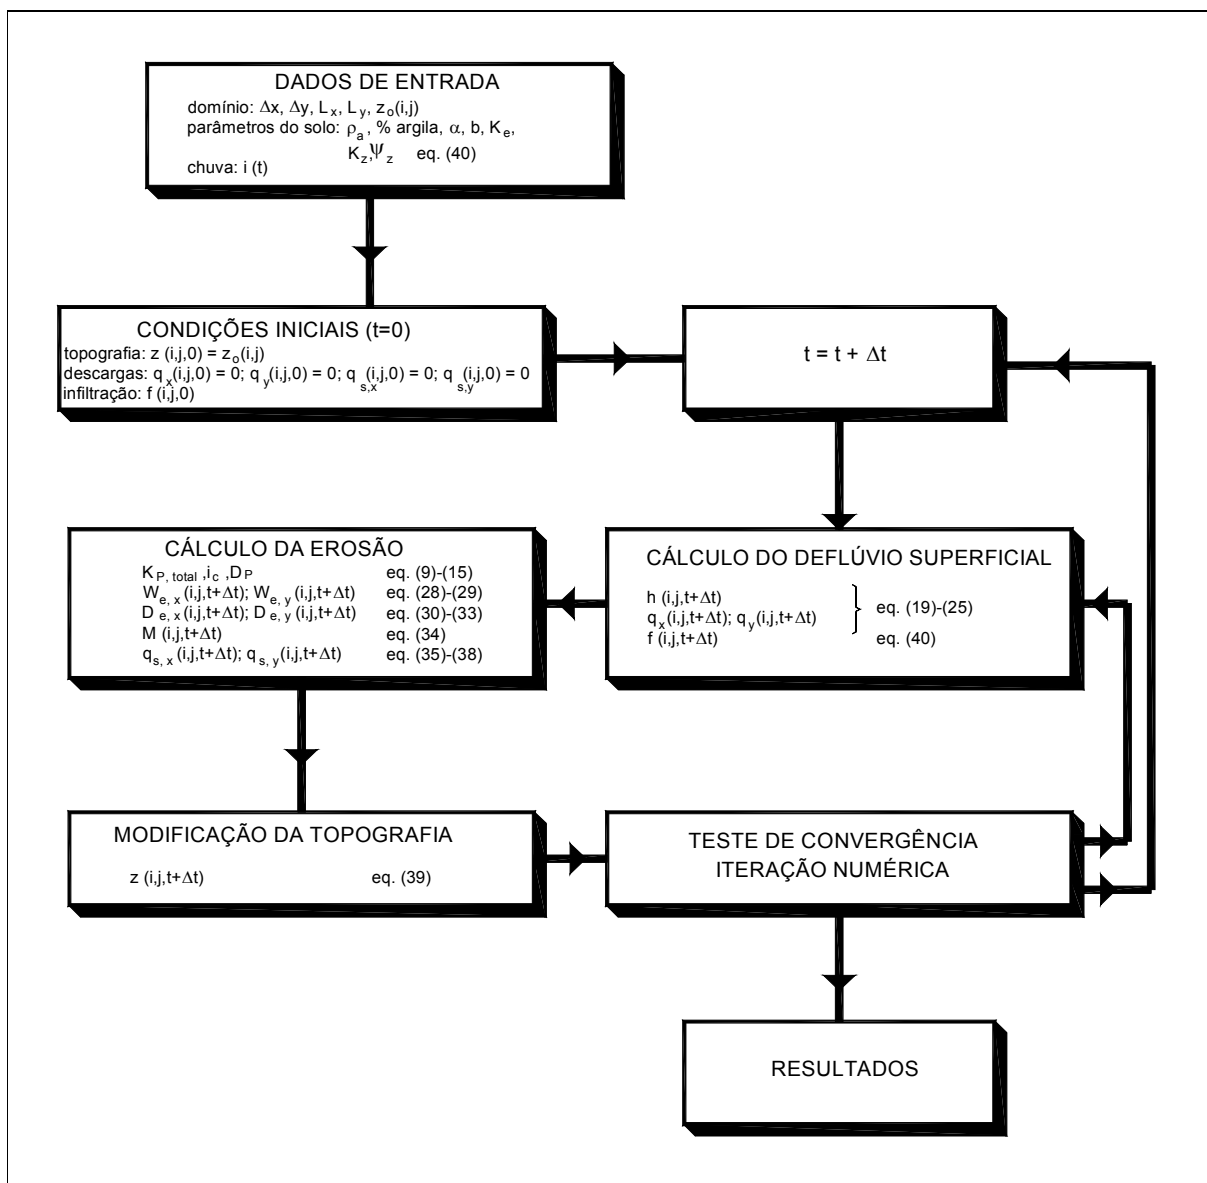 DADOS DE ENTRADA
domínio: Δx, Δy, Lx, Ly, zo(i,j)
parâmetros do solo: ρa, % argila, α, b, Ke,
Kz,Ψz eq. (40)
chuva: i (t)
CONDIÇÕES INICIAIS (t=0)
topografia: z (i,j,0) = zo(i,j)
descargas: qx(i,j,0) = 0; qy(i,j,0) = 0; qs,x(i,j,0) = 0; qs,y(i,j,0) = 0
infiltração: f (i,j,0)
t = t + Δt
CÁLCULO DA EROSÃO
KP, total ,ic ,DP eq. (9)-(15)
We, x (i,j,t+Δt); We, y (i,j,t+Δt) eq. (28)-(29)
De, x (i,j,t+Δt); De, y (i,j,t+Δt) eq. (30)-(33)
M (i,j,t+Δt) eq. (34)
qs, x (i,j,t+Δt); qs, y (i,j,t+Δt) eq. (35)-(38)
CÁLCULO DO DEFLÚVIO SUPERFICIAL
h (i,j,t+Δt)
qx(i,j,t+Δt); qy(i,j,t+Δt) eq. (19)-(25)
f (i,j,t+Δt) eq. (40)
MODIFICAÇÃO DA TOPOGRAFIA
z (i,j,t+Δt) eq. (39)
TESTE DE CONVERGÊNCIA
ITERAÇÃO NUMÉRICA
RESULTADOS